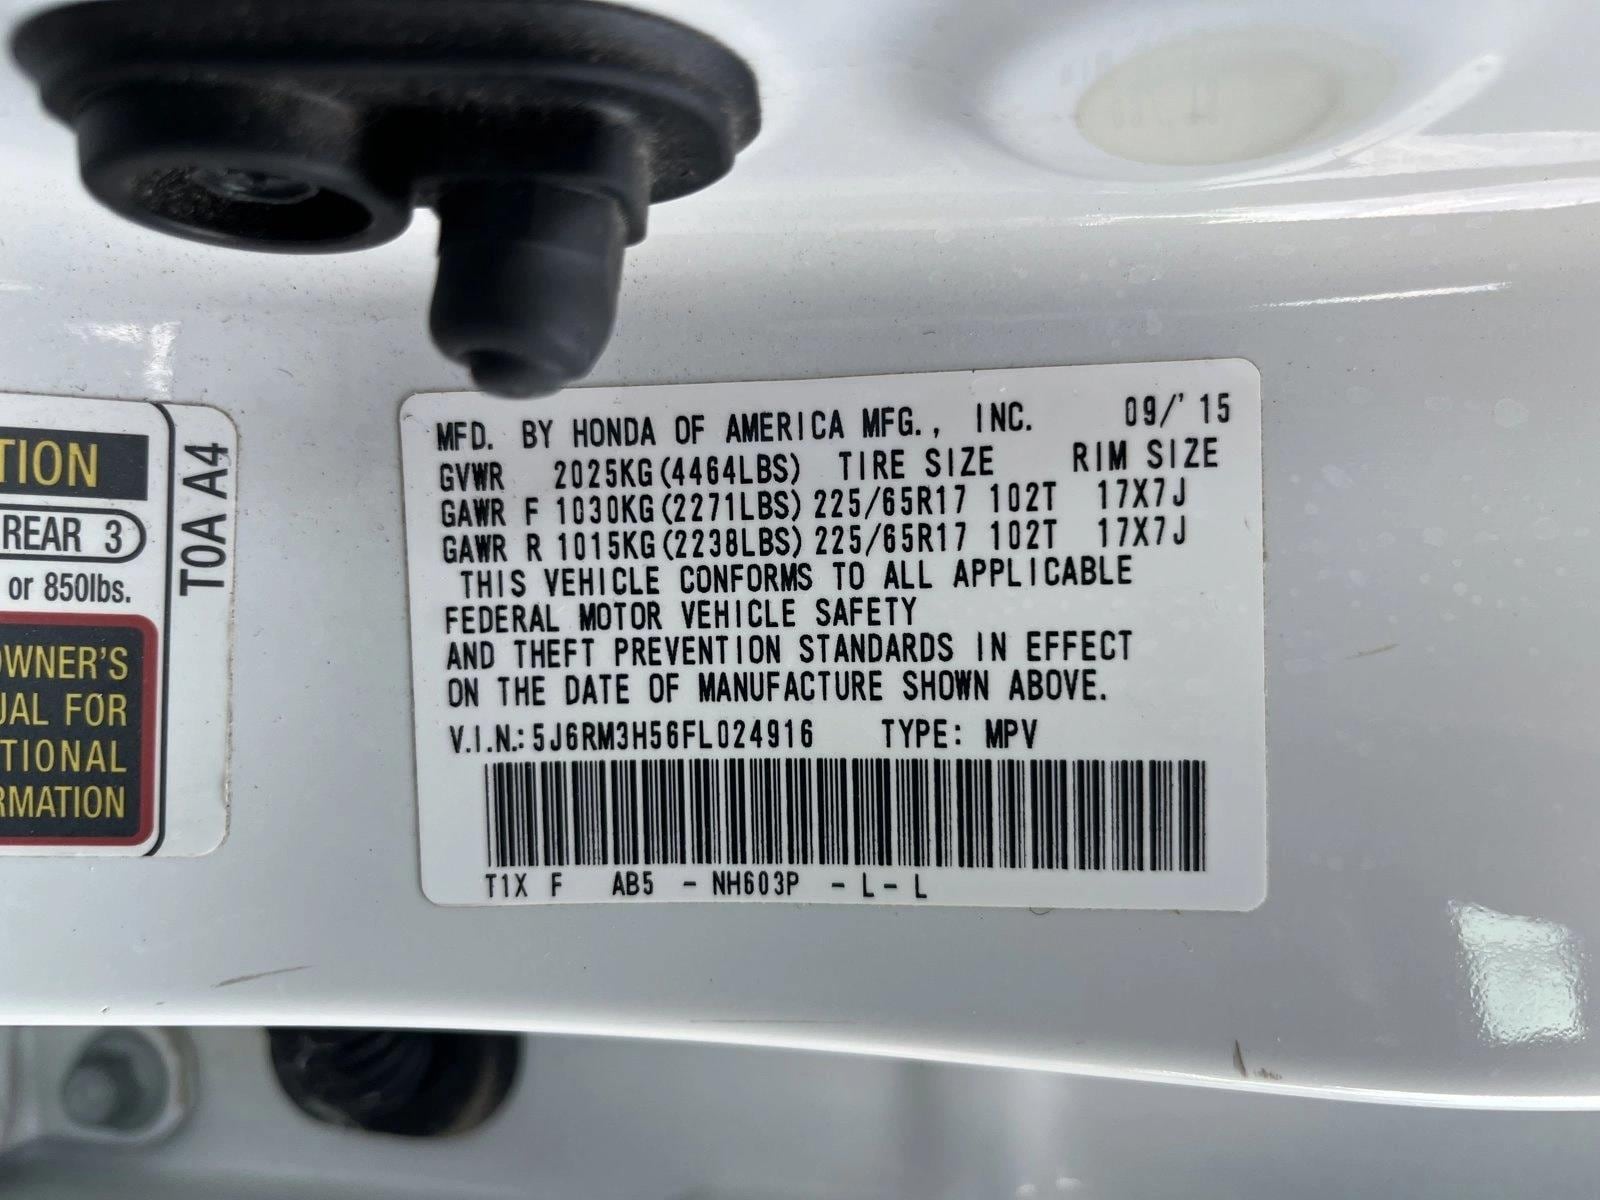 MFD. BY HONDA OF AMERICA MFG., INC. 09/'15
GVWR 2025KG(4464LBS) TIRE SIZE RIM SIZE
GAWR F 1030KG(2271LBS) 225/65R17 102T 17X7J
GAWR R 1015KG(2238LBS) 225/65R17 102T 17X7J
THIS VEHICLE CONFORMS TO ALL APPLICABLE
FEDERAL MOTOR VEHICLE SAFETY
AND THEFT PREVENTION STANDARDS IN EFFECT
ON THE DATE OF MANUFACTURE SHOWN ABOVE.
V.I.N.: 5J6RM3H56FL024916 TYPE: MPV
T1X F AB5 - NH603P - L - L
TION
REAR 3
or 850lbs.
OWNER'S
UAL FOR
TIONAL
RMATION
T0A A4